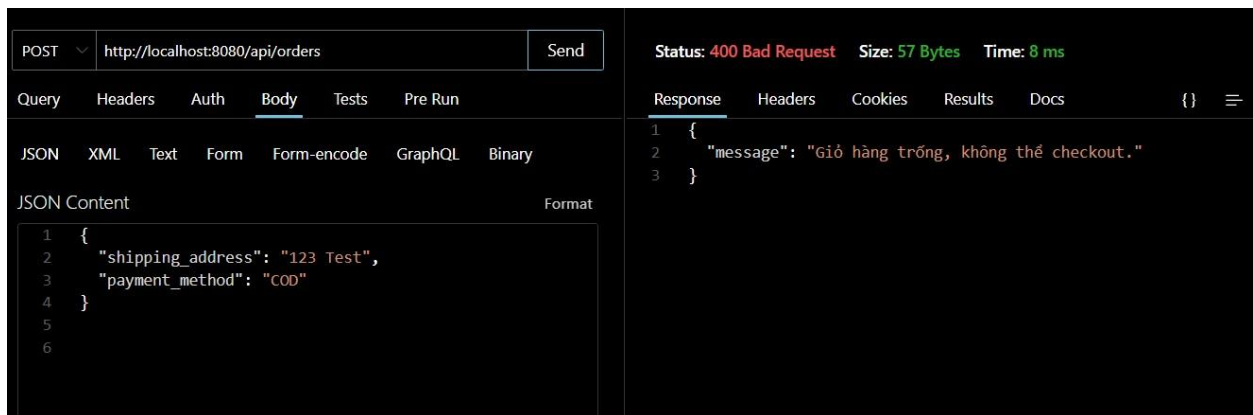 POST http://localhost:8080/api/orders Send
Query Headers Auth Body Tests Pre Run
JSON XML Text Form Form-encode GraphQL Binary
JSON Content Format
1 {
2 "shipping_address": "123 Test",
3 "payment_method": "COD"
4 }
5
6
Status: 400 Bad Request Size: 57 Bytes Time: 8 ms
Response Headers Cookies Results Docs {}
1 {
2 "message": "Giỏ hàng trống, không thể checkout."
3 }